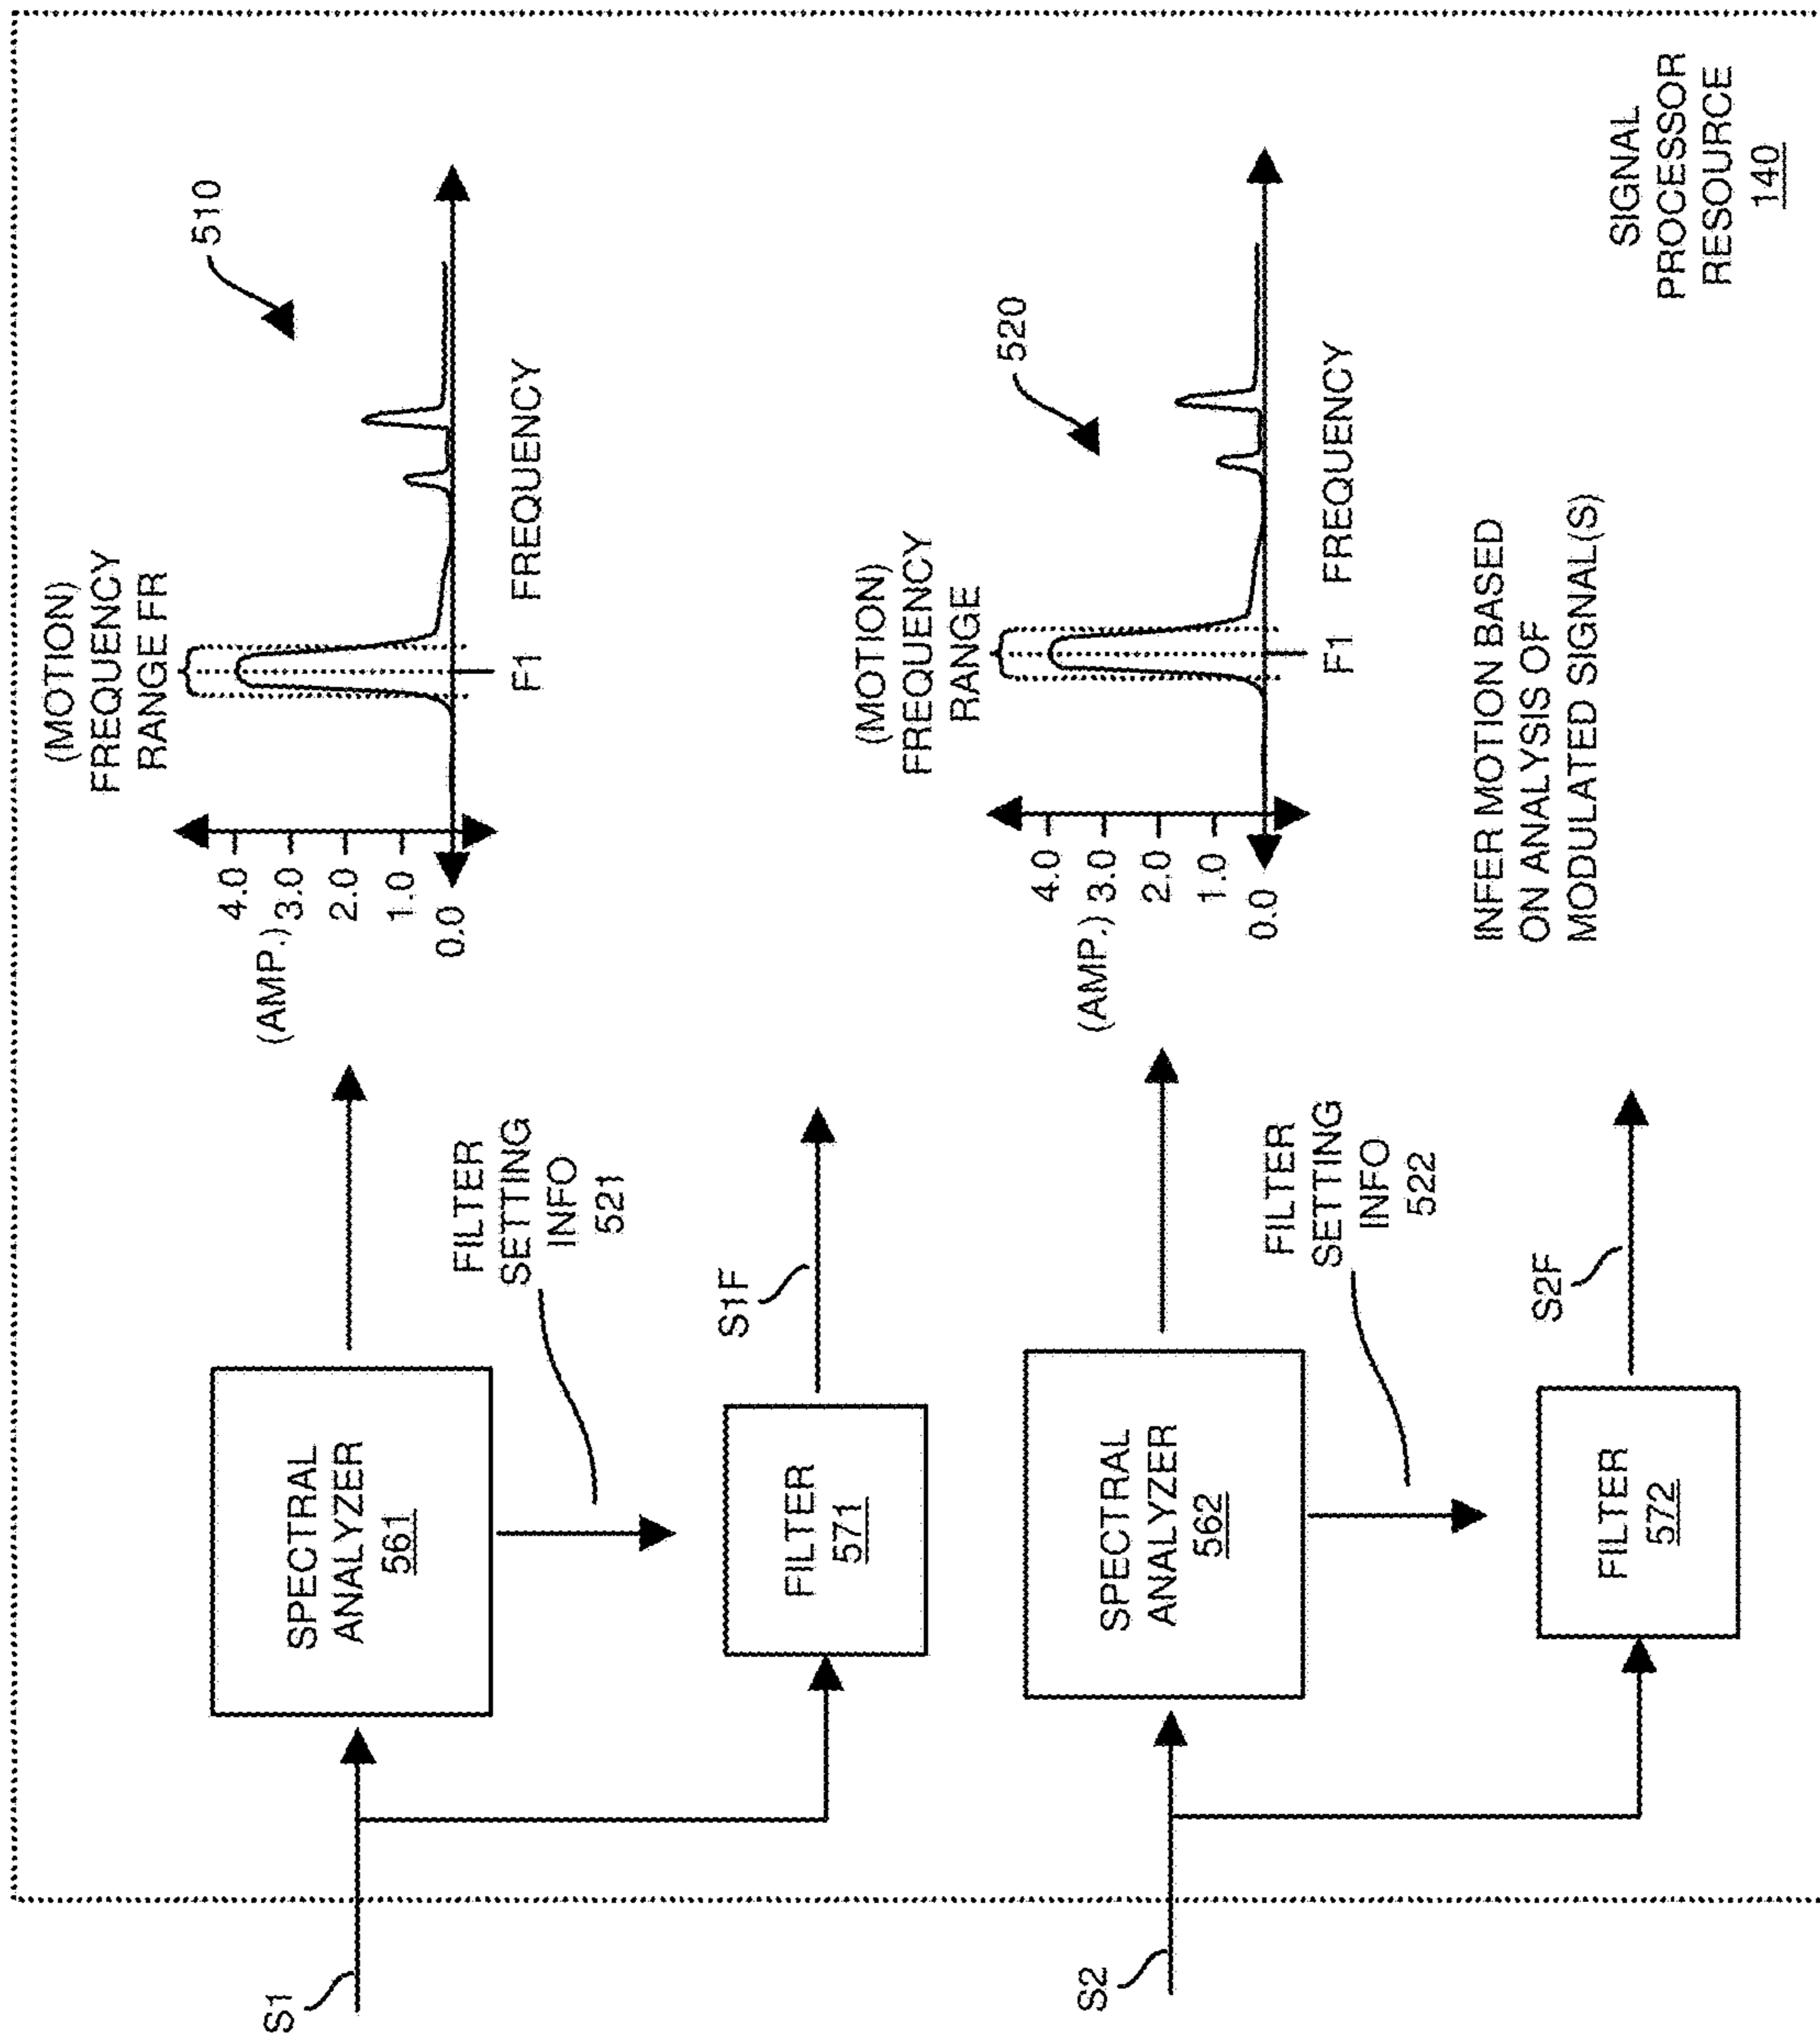 S1
SPECTRAL
ANALYZER
561
FILTER
SETTING
INFO
521
FILTER
571
S1F
(AMP.)
4.0
3.0
2.0
1.0
0.0
(MOTION)
FREQUENCY
RANGE FR
F1
FREQUENCY
510
S2
SPECTRAL
ANALYZER
562
FILTER
SETTING
INFO
522
FILTER
572
S2F
(AMP.)
4.0
3.0
2.0
1.0
0.0
(MOTION)
FREQUENCY
RANGE
F1
FREQUENCY
520
INFER MOTION BASED
ON ANALYSIS OF
MODULATED SIGNAL(S)
SIGNAL
PROCESSOR
RESOURCE
140